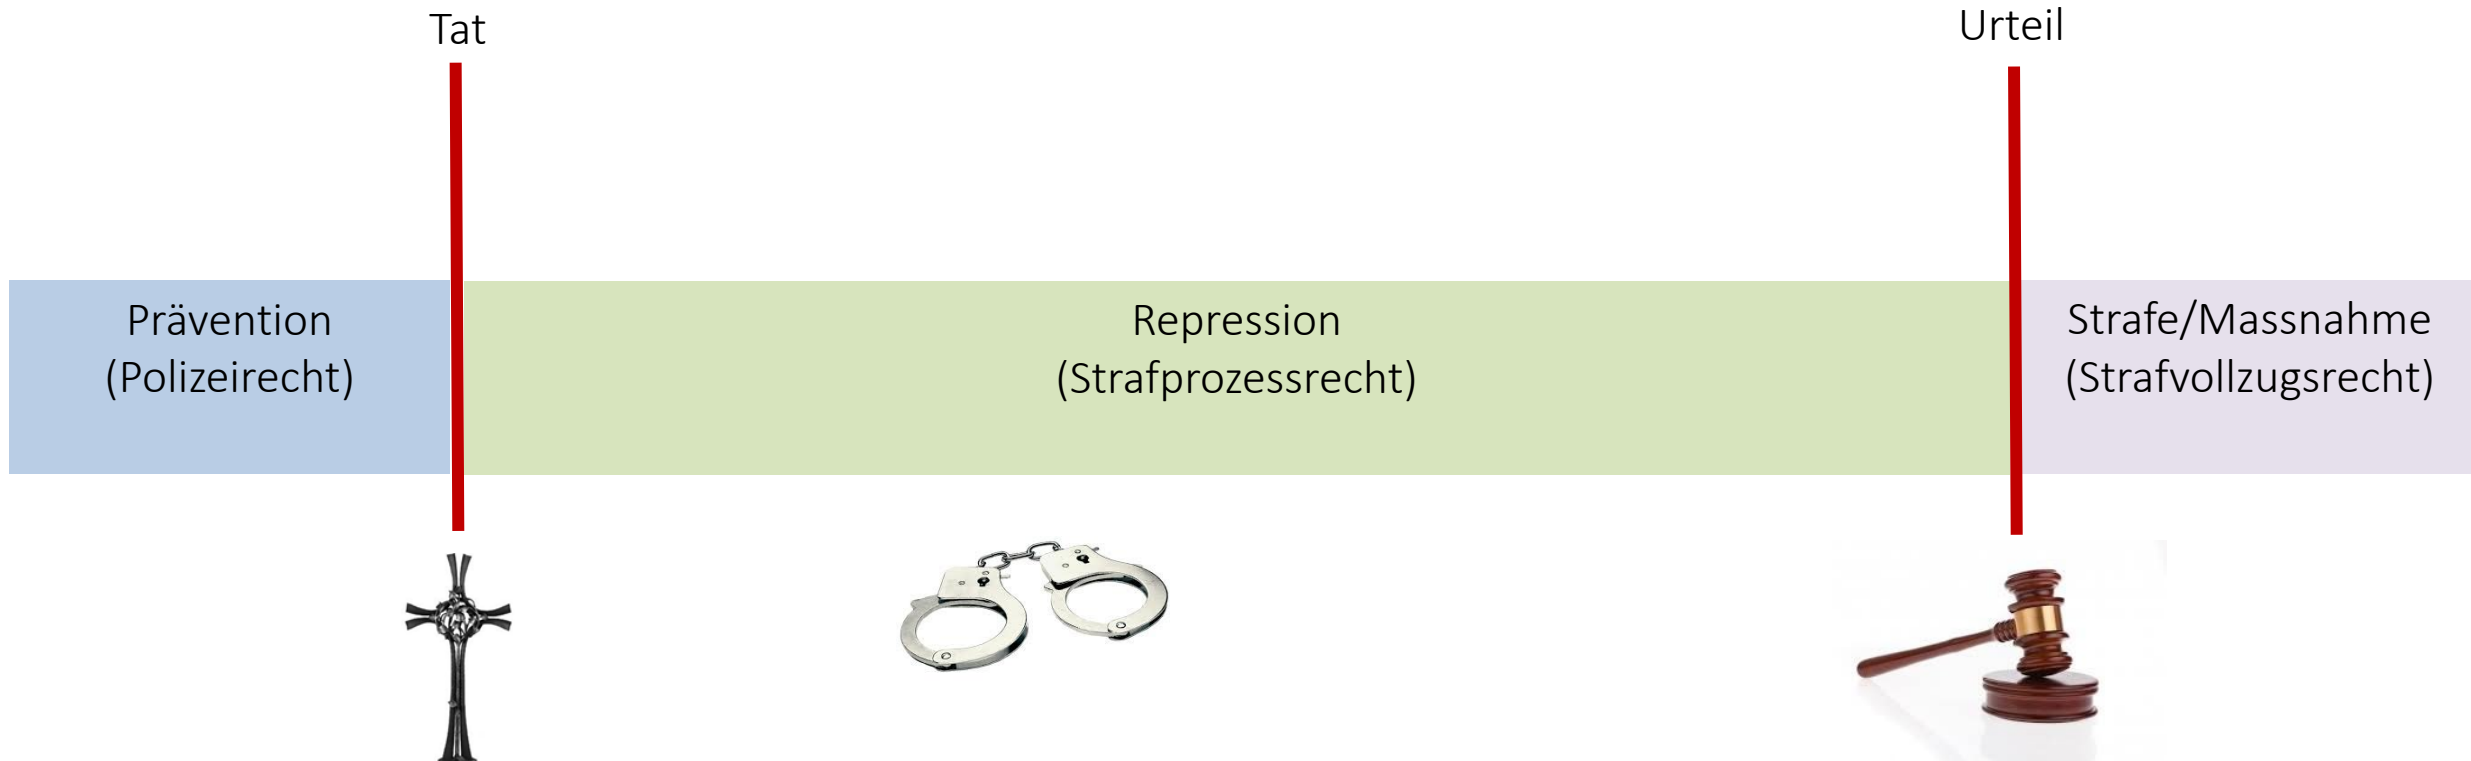 Tat
Urteil
Prävention
(Polizeirecht)
Repression
(Strafprozessrecht)
Strafe/Massnahme
(Strafvollzugsrecht)